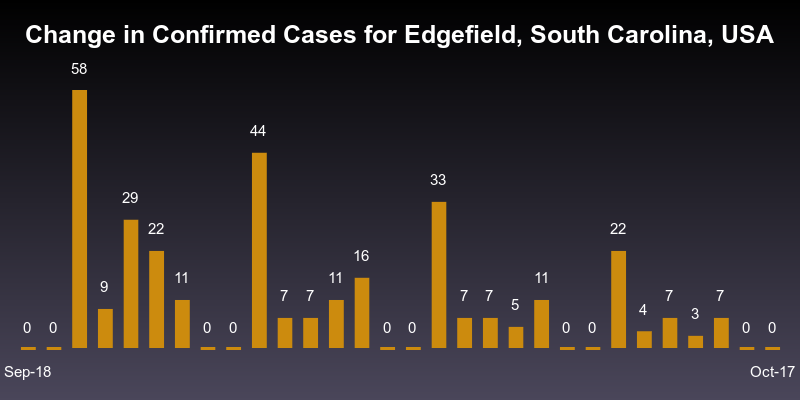 Change in Confirmed Cases for Edgefield, South Carolina, USA
0 0 58 9 29 22 11 0 0 44 7 7 11 16 0 0 33 7 7 5 11 0 0 22 4 7 3 7 0 0
Sep-18 Oct-17